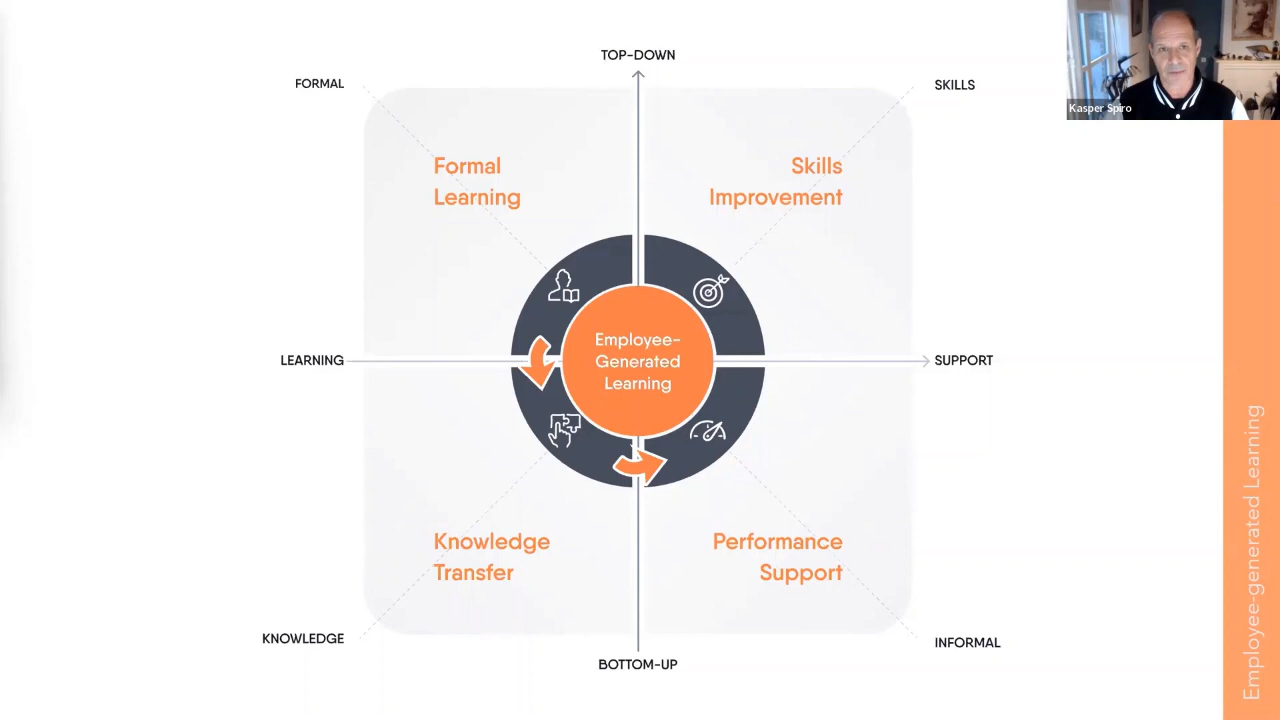 TOP-DOWN
FORMAL
SKILLS
Kasper Spiro
Formal
Learning
Skills
Improvement
Employee-
Generated
Learning
LEARNING
SUPPORT
Knowledge
Transfer
Performance
Support
KNOWLEDGE
INFORMAL
BOTTOM-UP
Employee-generated Learning